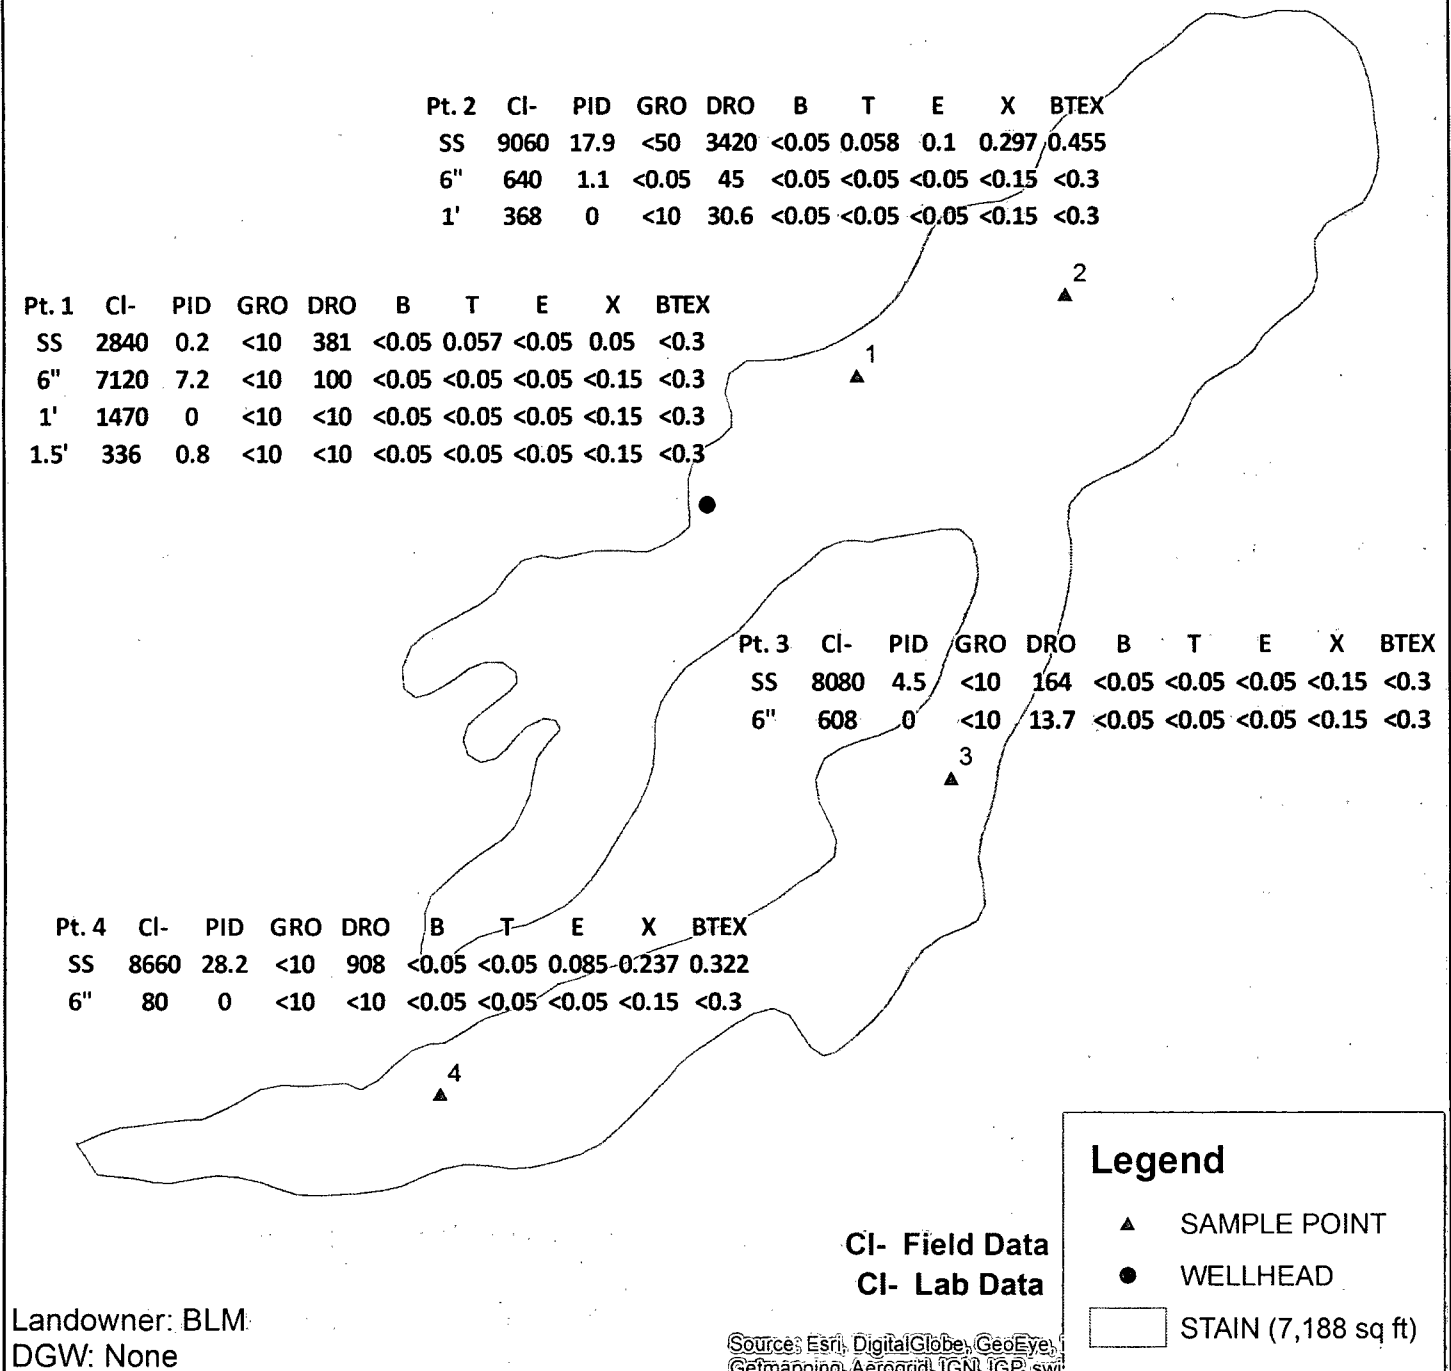 Pt. 2 Cl- PID GRO DRO B T E X BTEX
SS 9060 17.9 <50 3420 <0.05 0.058 0.1 0.297 0.455
6" 640 1.1 <0.05 45 <0.05 <0.05 <0.05 <0.15 <0.3
1' 368 0 <10 30.6 <0.05 <0.05 <0.05 <0.15 <0.3
2
Pt. 1 Cl- PID GRO DRO B T E X BTEX
SS 2840 0.2 <10 381 <0.05 0.057 <0.05 0.05 <0.3
6" 7120 7.2 <10 100 <0.05 <0.05 <0.05 <0.15 <0.3
1' 1470 0 <10 <10 <0.05 <0.05 <0.05 <0.15 <0.3
1.5' 336 0.8 <10 <10 <0.05 <0.05 <0.05 <0.15 <0.3
1
Pt. 3 Cl- PID GRO DRO B T E X BTEX
SS 8080 4.5 <10 164 <0.05 <0.05 <0.05 <0.15 <0.3
6" 608 0 <10 13.7 <0.05 <0.05 <0.05 <0.15 <0.3
3
Pt. 4 Cl- PID GRO DRO B T E X BTEX
SS 8660 28.2 <10 908 <0.05 <0.05 0.085 0.237 0.322
6" 80 0 <10 <10 <0.05 <0.05 <0.05 <0.15 <0.3
4
Legend
SAMPLE POINT
WELLHEAD
STAIN (7,188 sq ft)
Cl- Field Data
Cl- Lab Data
Landowner: BLM
DGW: None
Source: Esri, DigitalGlobe, GeoEye,
Getmapping, Aerogrid, IGN, IGP, swi